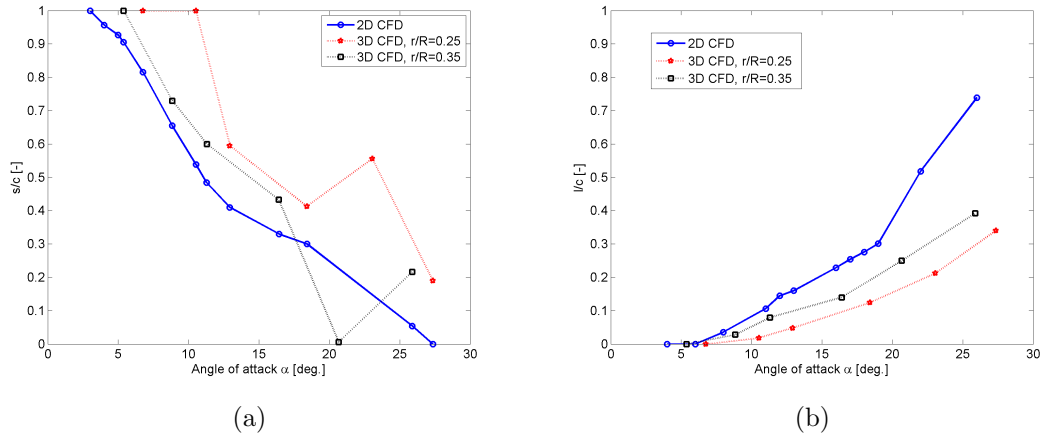 1
0.9
0.8
0.7
0.6
0.5
0.4
0.3
0.2
0.1
0
s/c [-]
2D CFD
3D CFD, r/R=0.25
3D CFD, r/R=0.35
0 5 10 15 20 25 30
Angle of attack α [deg.]
(a)
1
0.9
0.8
0.7
0.6
0.5
0.4
0.3
0.2
0.1
0
l/c [-]
2D CFD
3D CFD, r/R=0.25
3D CFD, r/R=0.35
0 5 10 15 20 25 30
Angle of attack α [deg.]
(b)